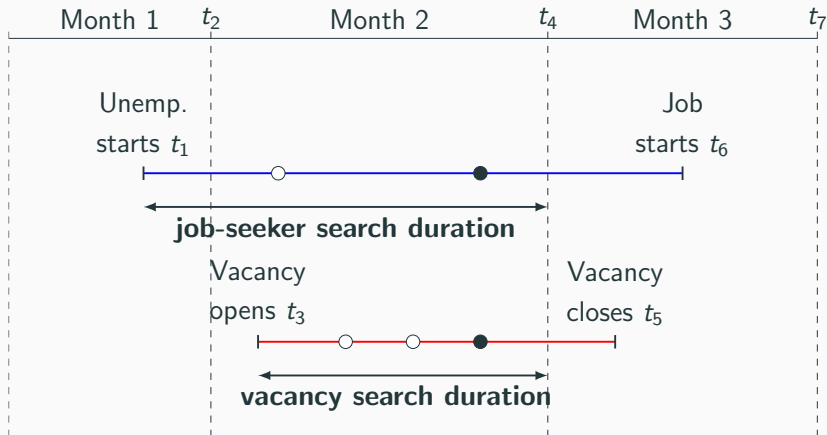 Month 1 t2 Month 2 t4 Month 3 t7
Unemp.
starts t1
Job
starts t6
job-seeker search duration
Vacancy
opens t3
Vacancy
closes t5
vacancy search duration